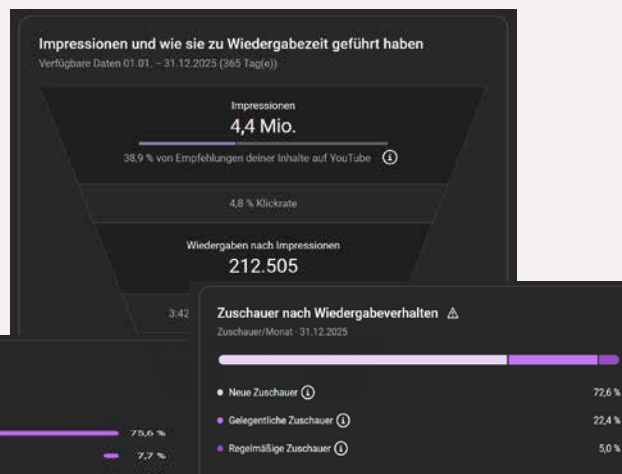 Impressionen und wie sie zu Wiedergabezeit geführt haben
Verfügbare Daten 01.01. – 31.12.2025 (365 Tag(e))
Impressionen
4,4 Mio.
38,9 % von Empfehlungen deiner Inhalte auf YouTube
4,8 % Klickrate
Wiedergaben nach Impressionen
212.505
3:42
Zuschauer nach Wiedergabeverhalten
Zuschauer/Monat · 31.12.2025
Neue Zuschauer
72,6 %
Gelegentliche Zuschauer
22,4 %
Regelmäßige Zuschauer
5,0 %
75,6 %
7,7 %